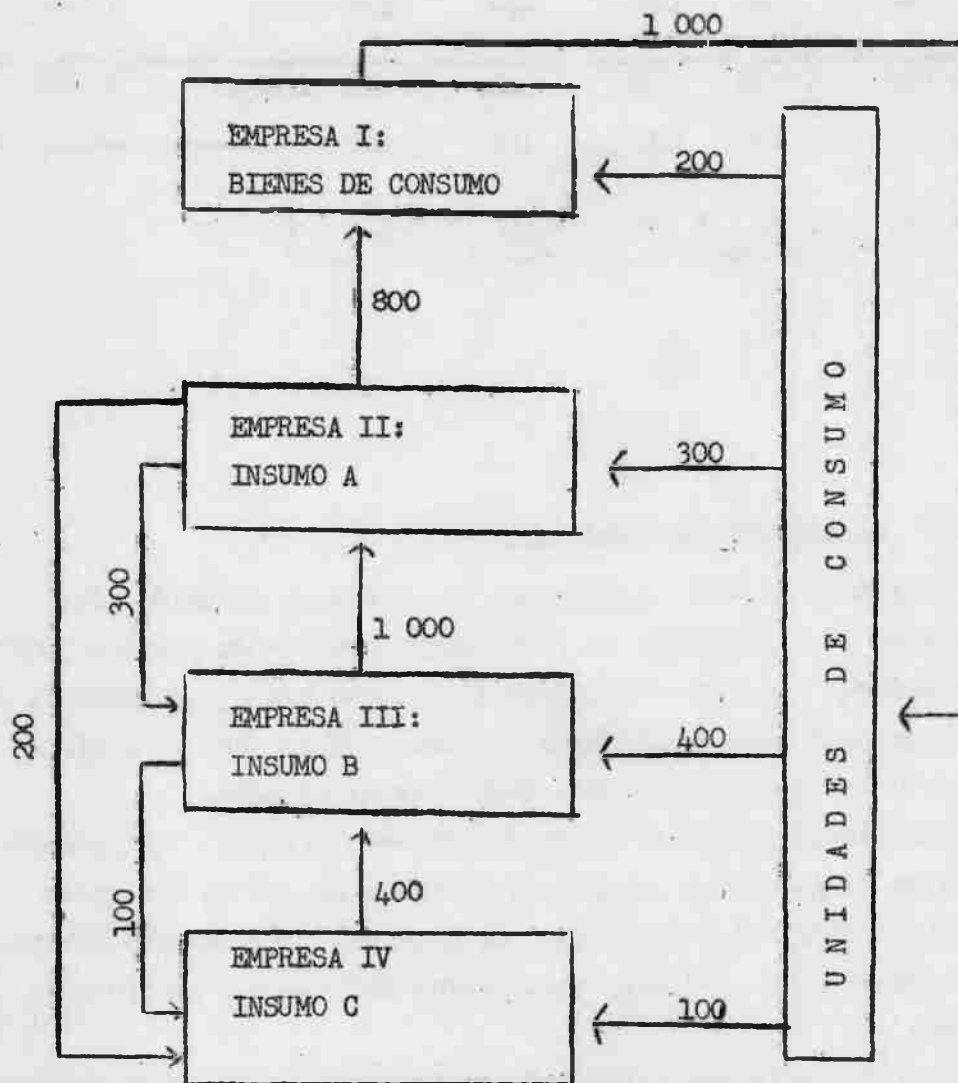 1 000
EMPRESA I:
BIENES DE CONSUMO
200
800
EMPRESA II:
INSUMO A
300
300
1 000
EMPRESA III:
INSUMO B
400
200
100
400
EMPRESA IV
INSUMO C
100
UNIDADES DE CONSUMO